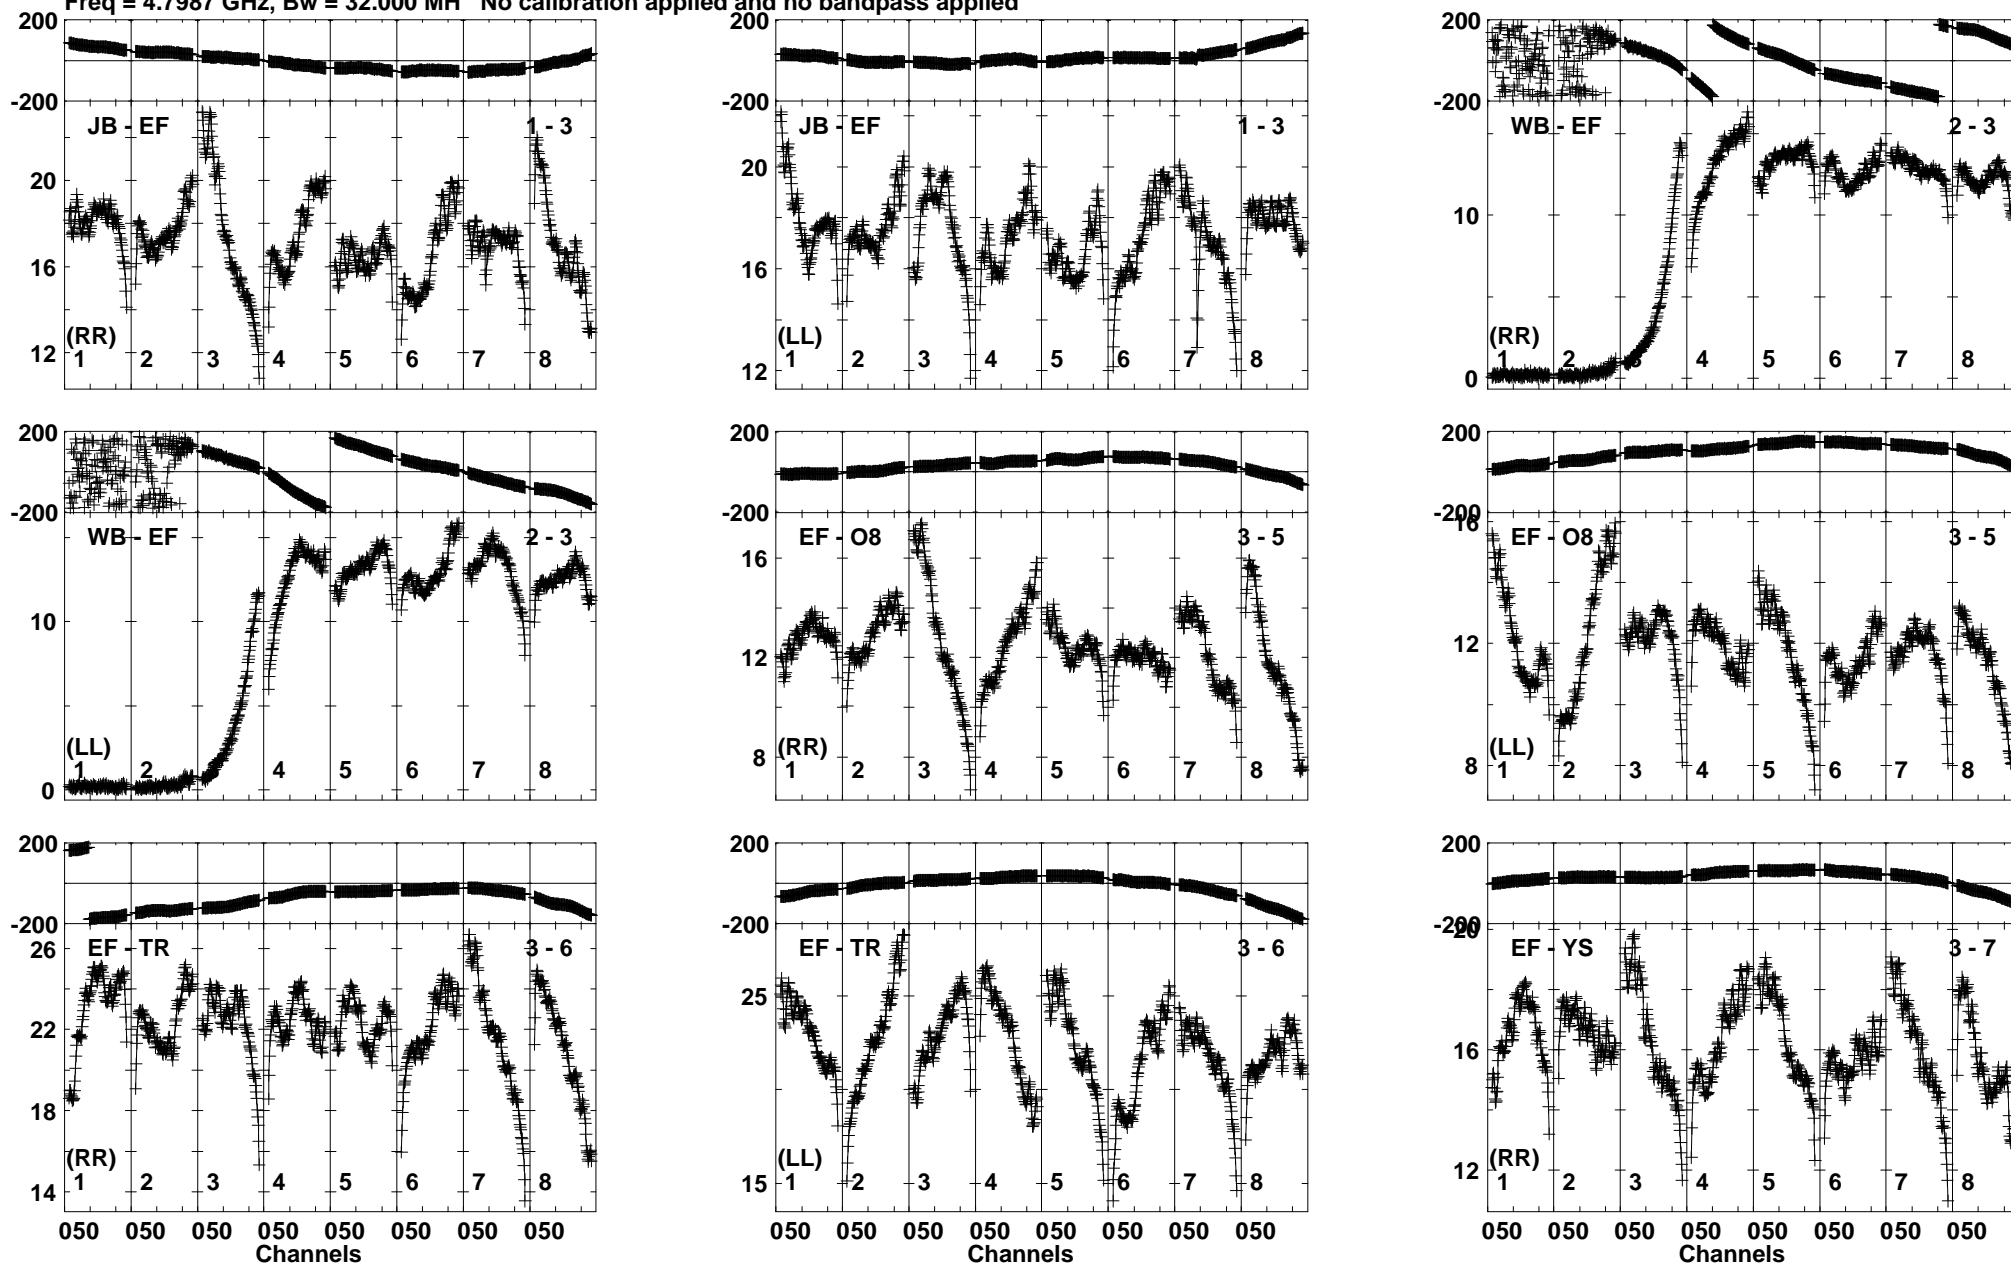 Freq = 4.7987 GHz, Bw = 32.000 MH No calibration applied and no bandpass applied
200 200 200
-200 -200 -200
JB - EF 1 - 3 JB - EF 1 - 3 WB - EF 2 - 3
20 20
16 16 10
12 12 0
(RR) (LL) (RR)
1 2 3 4 5 6 7 8 1 2 3 4 5 6 7 8 1 2 3 4 5 6 7 8
200 200 200
-200 -200 -200
WB - EF 2 - 3 EF - O8 3 - 5 EF - O8 3 - 5
16 16
10 12 12
0 8 8
(LL) (RR) (LL)
1 2 4 5 6 7 8 1 2 3 4 5 6 7 8 1 2 3 4 5 6 7 8
200 200 200
-200 -200 -200
EF - TR 3 - 6 EF - TR 3 - 6 EF - YS 3 - 7
26 25 20
22 16
18
14 15 12
(RR) (LL) (RR)
1 2 3 4 5 6 7 8 1 2 3 4 5 6 7 8 1 2 3 4 5 6 7 8
050 050 050 050 050 050 050 050 050 050 050 050 050 050 050 050 050 050 050 050 050 050 050 050
Channels Channels Channels